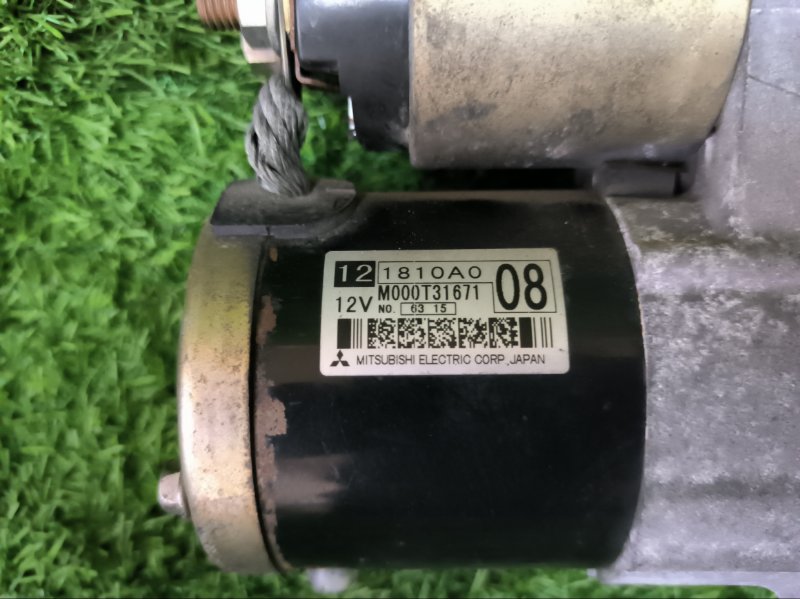 12 1810A0 08
12V M000T31671
NO. 63 15
MITSUBISHI ELECTRIC CORP., JAPAN